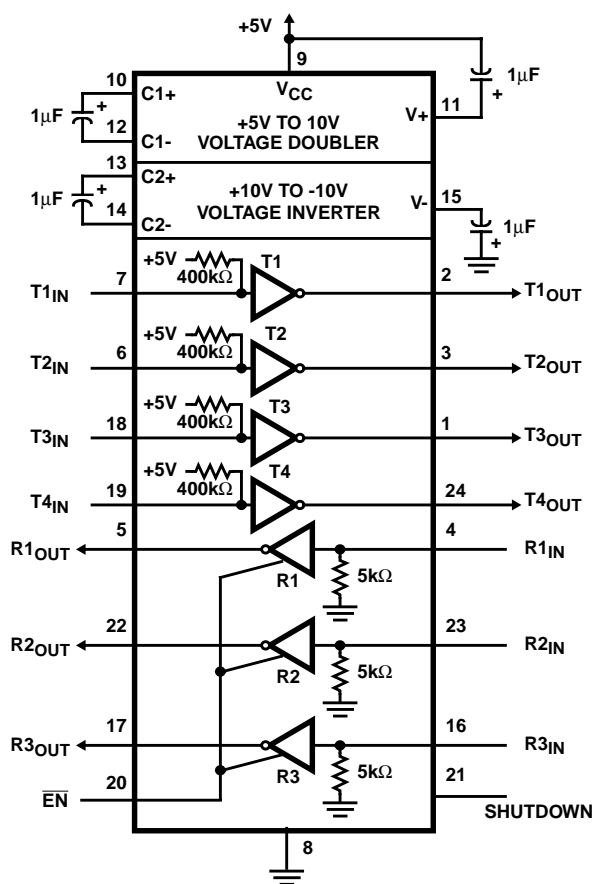 +5V
9
10
1μF
+
12
C1+
C1-
VCC
+5V TO 10V
VOLTAGE DOUBLER
V+
11
1μF
+
13
1μF
+
14
C2+
C2-
+10V TO -10V
VOLTAGE INVERTER
V-
15
1μF
+
T1IN
7
+5V
400kΩ
T1
2
T1OUT
T2IN
6
+5V
400kΩ
T2
3
T2OUT
T3IN
18
+5V
400kΩ
T3
1
T3OUT
T4IN
19
+5V
400kΩ
T4
24
T4OUT
R1OUT
5
R1
5kΩ
4
R1IN
R2OUT
22
R2
5kΩ
23
R2IN
R3OUT
17
R3
5kΩ
16
R3IN
E̅N̅
20
21
SHUTDOWN
8